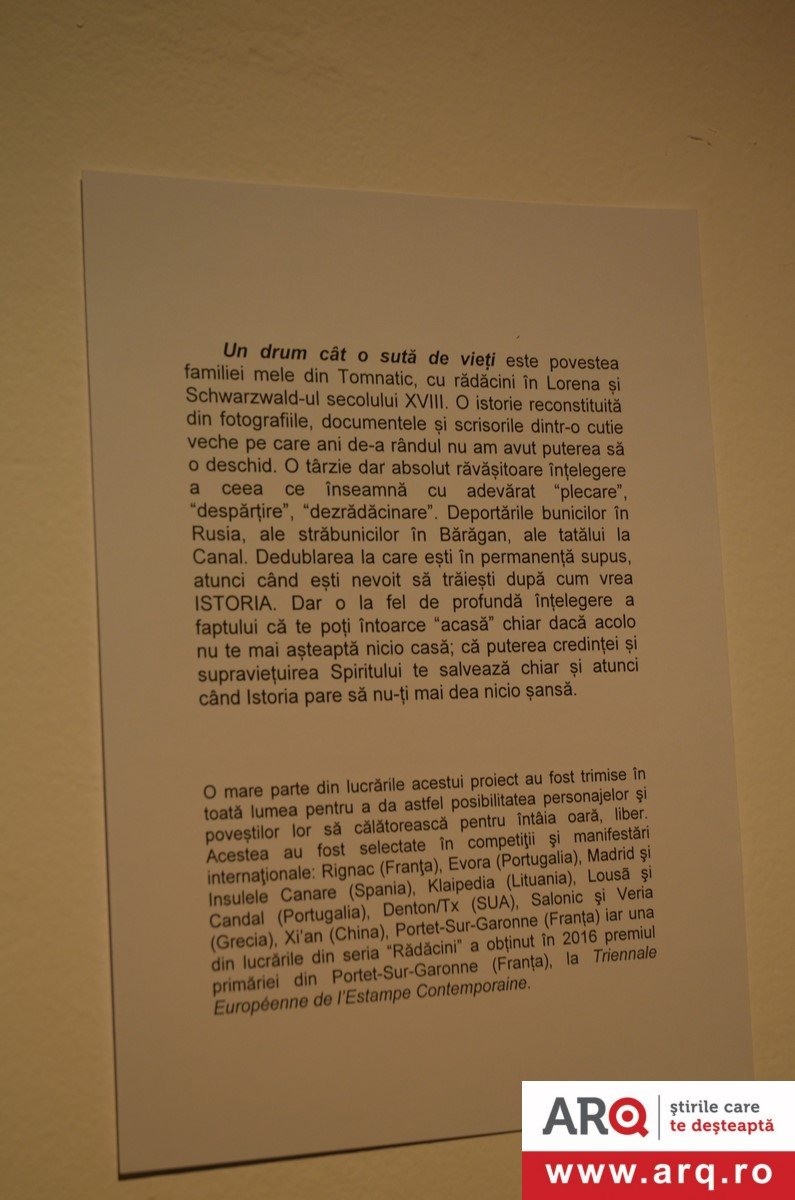 Un drum cât o sută de vieți este povestea
familiei mele din Tomnatic, cu rădăcini în Lorena și
Schwarzwald-ul secolului XVIII. O istorie reconstituită
din fotografiile, documentele și scrisorile dintr-o cutie
veche pe care ani de-a rândul nu am avut puterea să
o deschid. O târzie dar absolut răvășitoare înțelegere
a ceea ce înseamnă cu adevărat “plecare”,
“despărțire”, “dezrădăcinare”. Deportările bunicilor în
Rusia, ale străbunicilor în Bărăgan, ale tatălui la
Canal. Dedublarea la care ești în permanență supus,
atunci când ești nevoit să trăiești după cum vrea
ISTORIA. Dar o la fel de profundă înțelegere a
faptului că te poți întoarce “acasă” chiar dacă acolo
nu te mai așteaptă nicio casă; că puterea credinței și
supraviețuirea Spiritului te salvează chiar și atunci
când Istoria pare să nu-ți mai dea nicio șansă.
O mare parte din lucrările acestui proiect au fost trimise în
toată lumea pentru a da astfel posibilitatea personajelor şi
poveștilor lor să călătorească pentru întâia oară, liber.
Acestea au fost selectate în competiţii şi manifestări
internaţionale: Rignac (Franţa), Evora (Portugalia), Madrid şi
Insulele Canare (Spania), Klaipedia (Lituania), Lousã şi
Candal (Portugalia), Denton/Tx (SUA), Salonic şi Veria
(Grecia), Xi’an (China), Portet-Sur-Garonne (Franța) iar una
din lucrările din seria “Rădăcini” a obținut în 2016 premiul
primăriei din Portet-Sur-Garonne (Franța), la Triennale
Européenne de l’Estampe Contemporaine.
ARQ
ştirile care
te deşteaptă
www.arq.ro